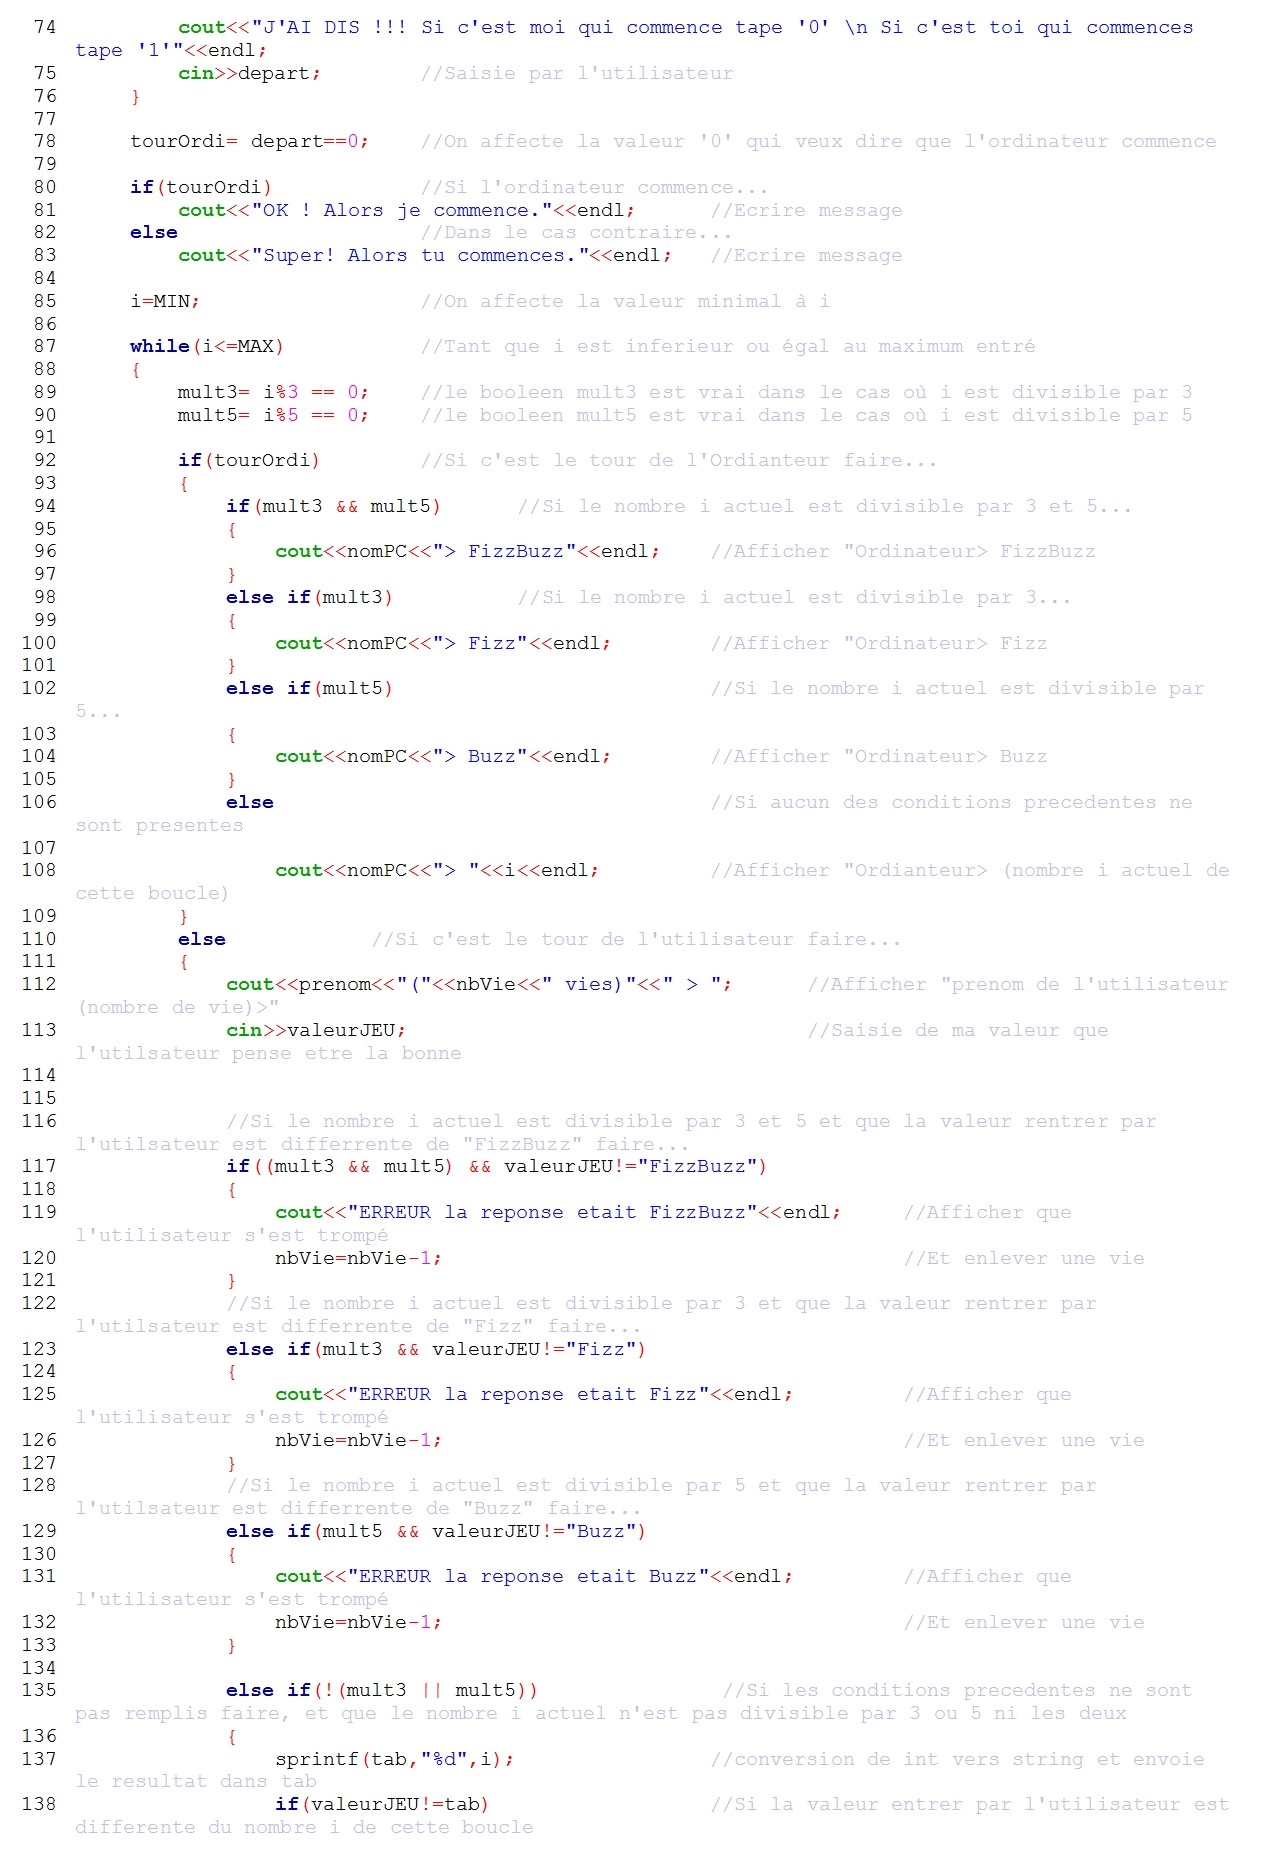 74 cout<<"J'AI DIS !!! Si c'est moi qui commence tape '0' \n Si c'est toi qui commences
tape '1'"<<endl;
75 cin>>depart; //Saisie par l'utilisateur
76 }
77
78 tourOrdi= depart==0; //On affecte la valeur '0' qui veux dire que l'ordinateur commence
79
80 if(tourOrdi) //Si l'ordinateur commence...
81 cout<<"OK ! Alors je commence."<<endl; //Ecrire message
82 else //Dans le cas contraire...
83 cout<<"Super! Alors tu commences."<<endl; //Ecrire message
84
85 i=MIN; //On affecte la valeur minimal à i
86
87 while(i<=MAX) //Tant que i est inferieur ou égal au maximum entré
88 {
89 mult3= i%3 == 0; //le booleen mult3 est vrai dans le cas où i est divisible par 3
90 mult5= i%5 == 0; //le booleen mult5 est vrai dans le cas où i est divisible par 5
91
92 if(tourOrdi) //Si c'est le tour de l'Ordianteur faire...
93 {
94 if(mult3 && mult5) //Si le nombre i actuel est divisible par 3 et 5...
95 {
96 cout<<nomPC<<"> FizzBuzz"<<endl; //Afficher "Ordinateur> FizzBuzz
97 }
98 else if(mult3) //Si le nombre i actuel est divisible par 3...
99 {
100 cout<<nomPC<<"> Fizz"<<endl; //Afficher "Ordinateur> Fizz
101 }
102 else if(mult5) //Si le nombre i actuel est divisible par
5...
103 {
104 cout<<nomPC<<"> Buzz"<<endl; //Afficher "Ordinateur> Buzz
105 }
106 else //Si aucun des conditions precedentes ne
sont presentes
107
108 cout<<nomPC<<"> "<<i<<endl; //Afficher "Ordianteur> (nombre i actuel de
cette boucle)
109 }
110 else //Si c'est le tour de l'utilisateur faire...
111 {
112 cout<<prenom<<"("<<nbVie<<" vies)"<<" > "; //Afficher "prenom de l'utilisateur
(nombre de vie)>"
113 cin>>valeurJEU; //Saisie de ma valeur que
l'utilsateur pense etre la bonne
114
115
116 //Si le nombre i actuel est divisible par 3 et 5 et que la valeur rentrer par
l'utilsateur est differrente de "FizzBuzz" faire...
117 if((mult3 && mult5) && valeurJEU!="FizzBuzz")
118 {
119 cout<<"ERREUR la reponse etait FizzBuzz"<<endl; //Afficher que
l'utilisateur s'est trompé
120 nbVie=nbVie-1; //Et enlever une vie
121 }
122 //Si le nombre i actuel est divisible par 3 et que la valeur rentrer par
l'utilsateur est differrente de "Fizz" faire...
123 else if(mult3 && valeurJEU!="Fizz")
124 {
125 cout<<"ERREUR la reponse etait Fizz"<<endl; //Afficher que
l'utilisateur s'est trompé
126 nbVie=nbVie-1; //Et enlever une vie
127 }
128 //Si le nombre i actuel est divisible par 5 et que la valeur rentrer par
l'utilsateur est differrente de "Buzz" faire...
129 else if(mult5 && valeurJEU!="Buzz")
130 {
131 cout<<"ERREUR la reponse etait Buzz"<<endl; //Afficher que
l'utilisateur s'est trompé
132 nbVie=nbVie-1; //Et enlever une vie
133 }
134
135 else if(!(mult3 || mult5)) //Si les conditions precedentes ne sont
pas remplis faire, et que le nombre i actuel n'est pas divisible par 3 ou 5 ni les deux
136 {
137 sprintf(tab,"%d",i); //conversion de int vers string et envoie
le resultat dans tab
138 if(valeurJEU!=tab) //Si la valeur entrer par l'utilisateur est
differente du nombre i de cette boucle